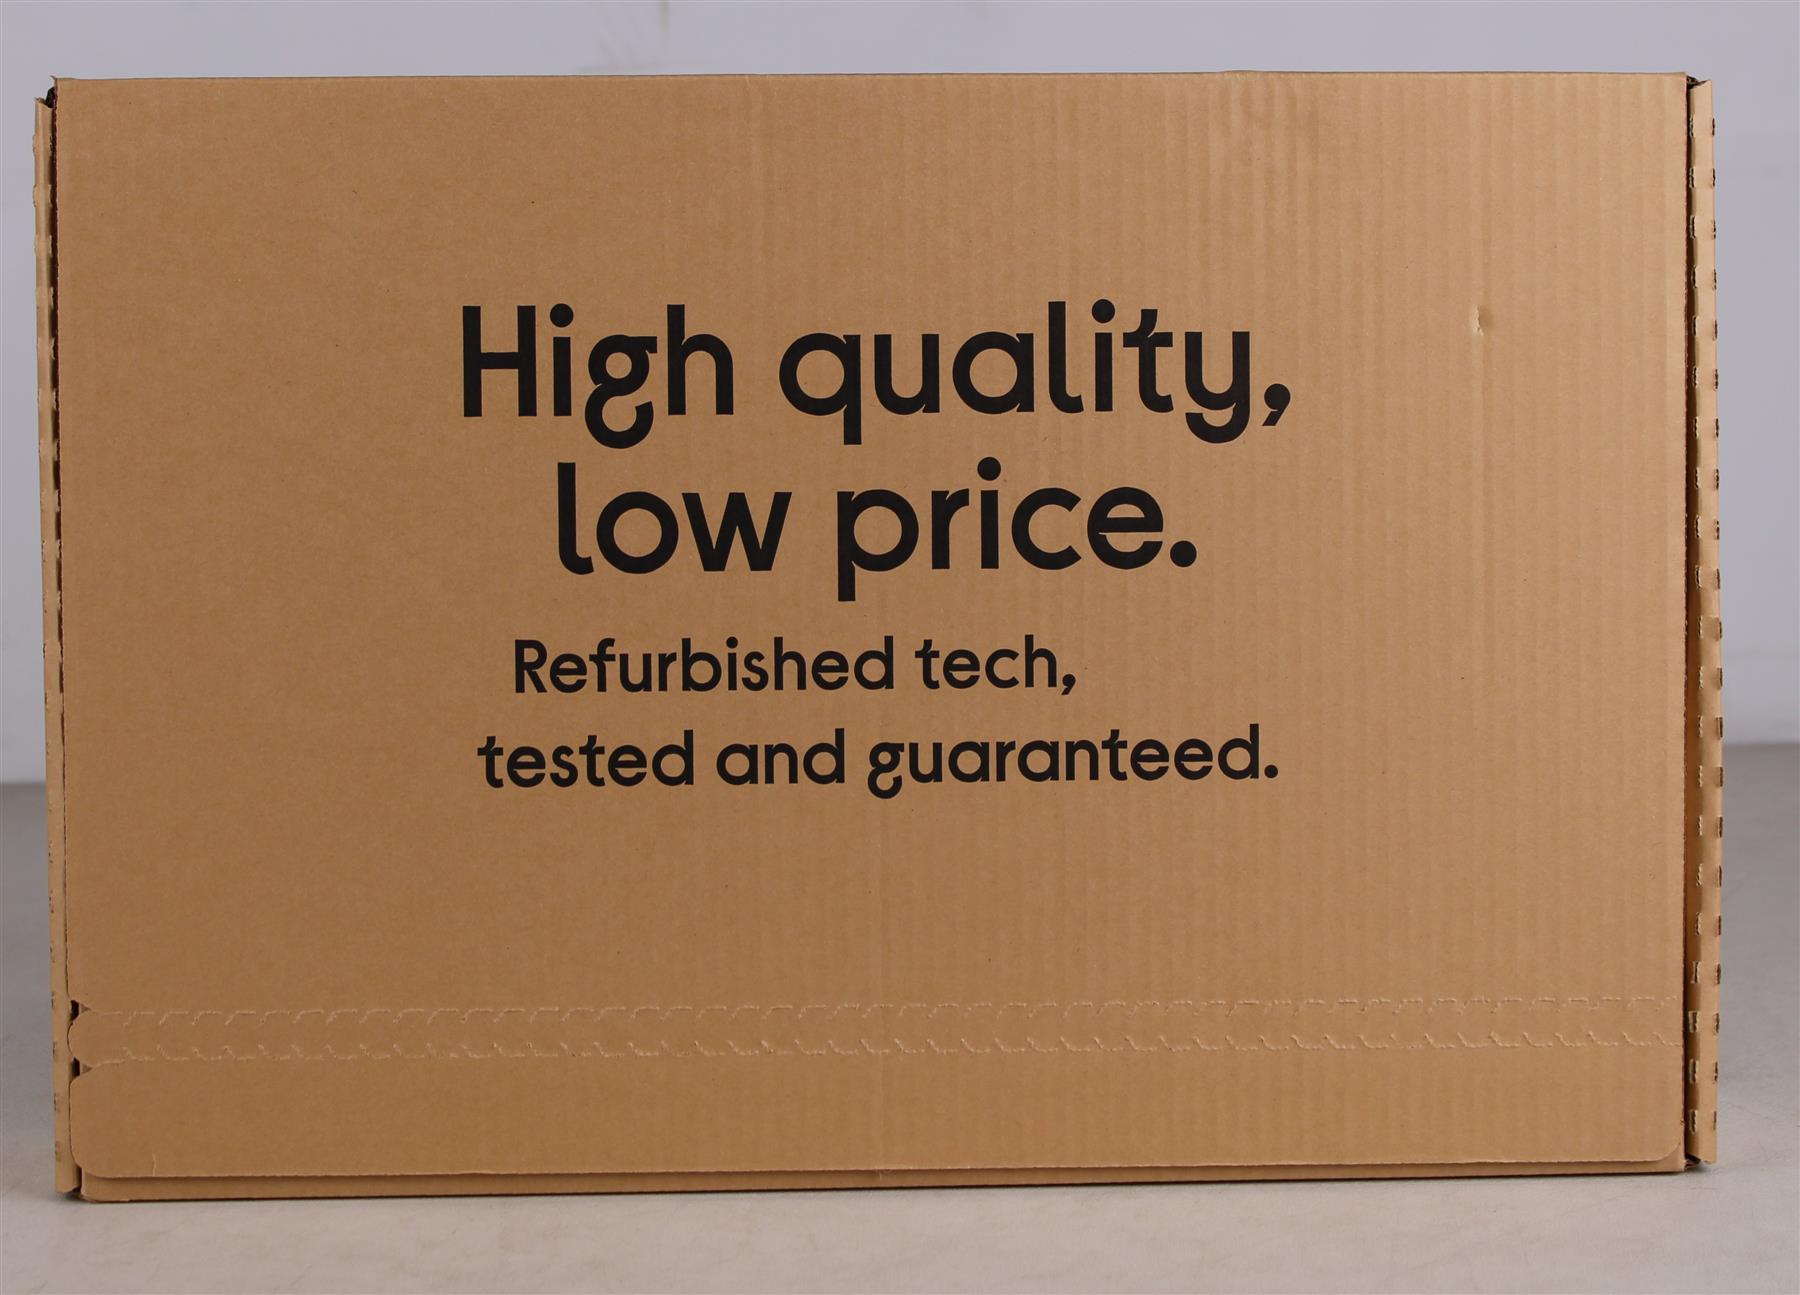 High quality,
low price.
Refurbished tech,
tested and guaranteed.